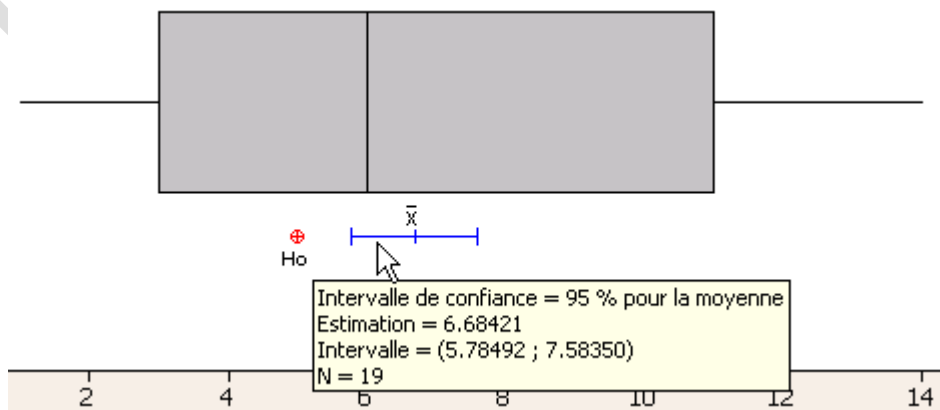 x̄
Ho
Intervalle de confiance = 95 % pour la moyenne
Estimation = 6.68421
Intervalle = (5.78492 ; 7.58350)
N = 19
2 4 6 8 10 12 14